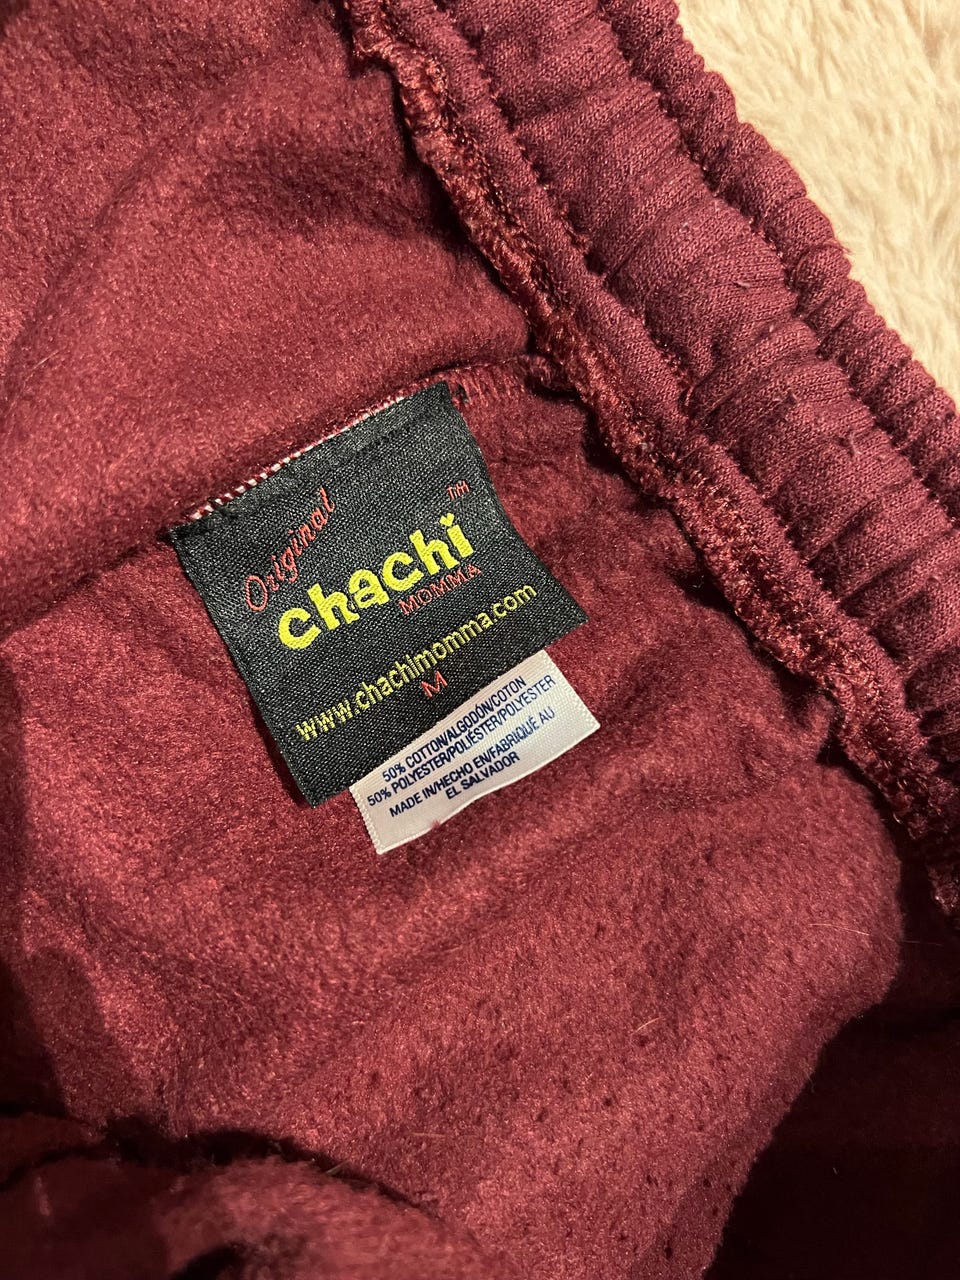 Original
chachi TM
MOMMA
www.chachimomma.com
M
50% COTTON/ALGODÓN/COTON
50% POLYESTER/POLIÉSTER/POLYESTER
MADE IN/HECHO EN/FABRIQUÉ AU
EL SALVADOR